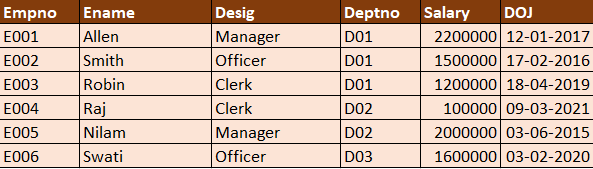 Empno Ename Desig Deptno Salary DOJ
E001 Allen Manager D01 2200000 12-01-2017
E002 Smith Officer D01 1500000 17-02-2016
E003 Robin Clerk D01 1200000 18-04-2019
E004 Raj Clerk D02 100000 09-03-2021
E005 Nilam Manager D02 2000000 03-06-2015
E006 Swati Officer D03 1600000 03-02-2020